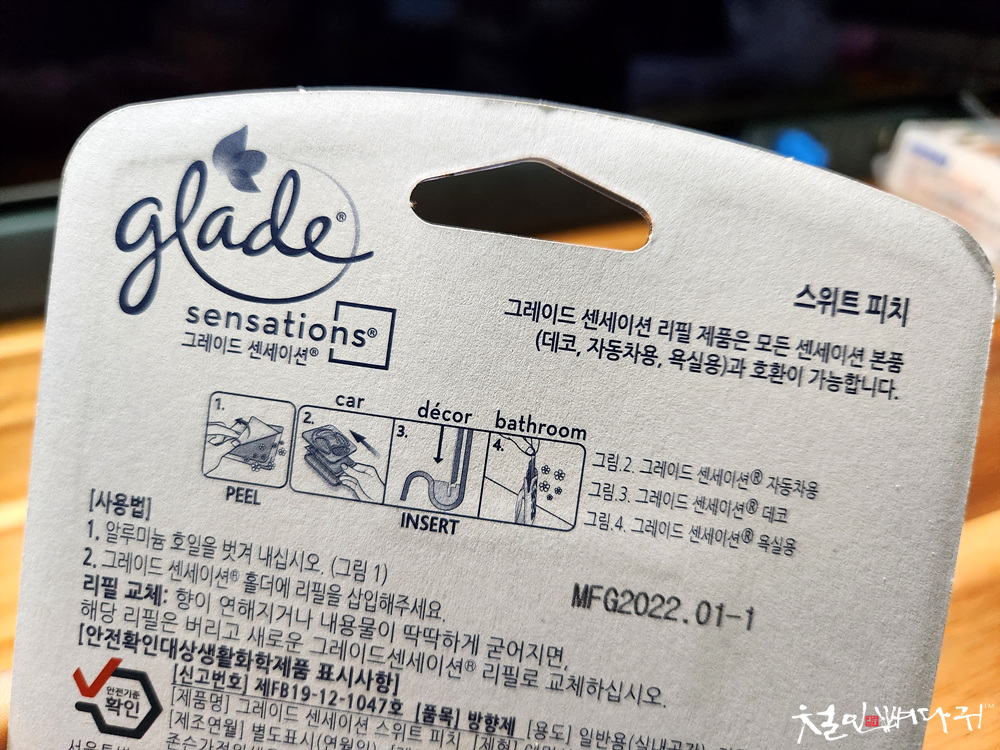 glade®
sensations®
그레이드 센세이션®
스위트 피치
그레이드 센세이션 리필 제품은 모든 센세이션 본품
(데코, 자동차용, 욕실용)과 호환이 가능합니다.
car
décor
bathroom
1.
2.
3.
4.
PEEL
INSERT
그림.2. 그레이드 센세이션® 자동차용
그림.3. 그레이드 센세이션® 데코
그림.4. 그레이드 센세이션® 욕실용
[사용법]
1. 알루미늄 호일을 벗겨 내십시오. (그림 1)
2. 그레이드 센세이션® 홀더에 리필을 삽입해주세요.
MFG2022.01-1
리필 교체: 향이 연해지거나 내용물이 딱딱하게 굳어지면,
해당 리필은 버리고 새로운 그레이드센세이션® 리필로 교체하십시오.
[안전확인대상생활화학제품 표시사항]
안전기준
확인
[신고번호] 제FB19-12-1047호 [품목] 방향제 [용도] 일반용(실내공간)
[제품명] 그레이드 센세이션 스위트 피치 [제형]
[제조연월] 별도표시(연월일)